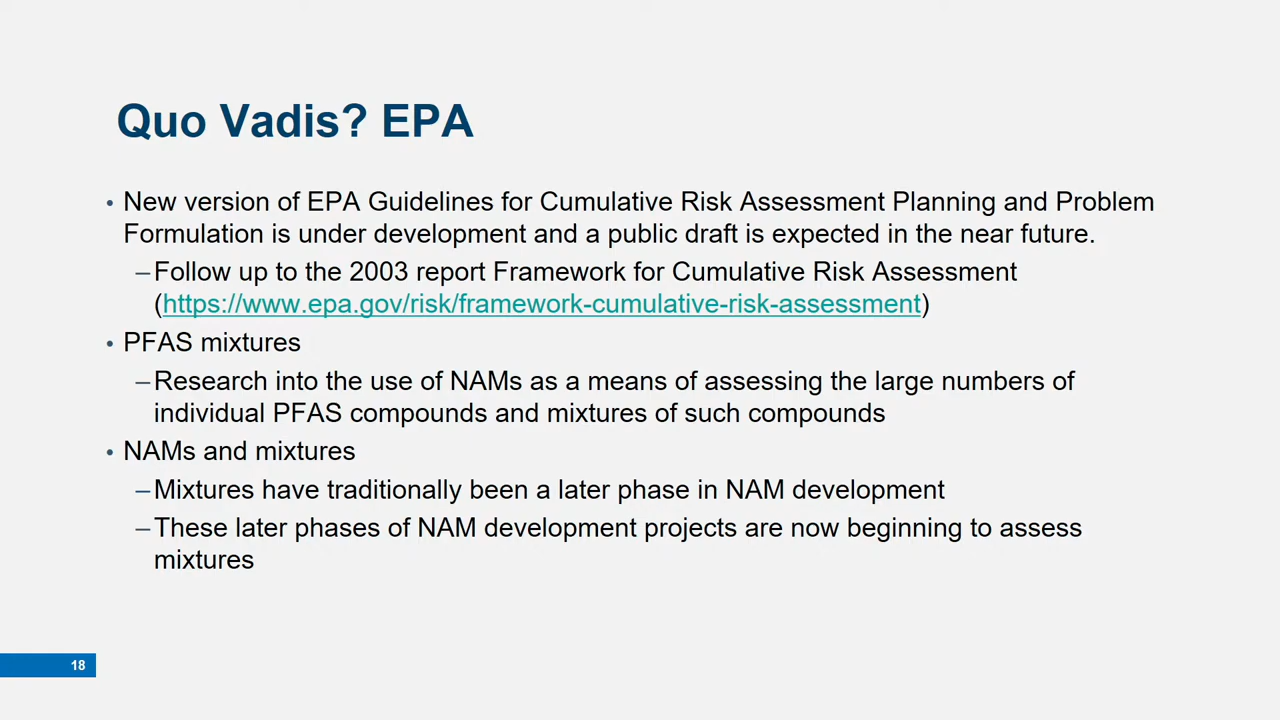 Quo Vadis? EPA
• New version of EPA Guidelines for Cumulative Risk Assessment Planning and Problem
Formulation is under development and a public draft is expected in the near future.
–Follow up to the 2003 report Framework for Cumulative Risk Assessment
(https://www.epa.gov/risk/framework-cumulative-risk-assessment)
• PFAS mixtures
–Research into the use of NAMs as a means of assessing the large numbers of
individual PFAS compounds and mixtures of such compounds
• NAMs and mixtures
–Mixtures have traditionally been a later phase in NAM development
–These later phases of NAM development projects are now beginning to assess
mixtures
18